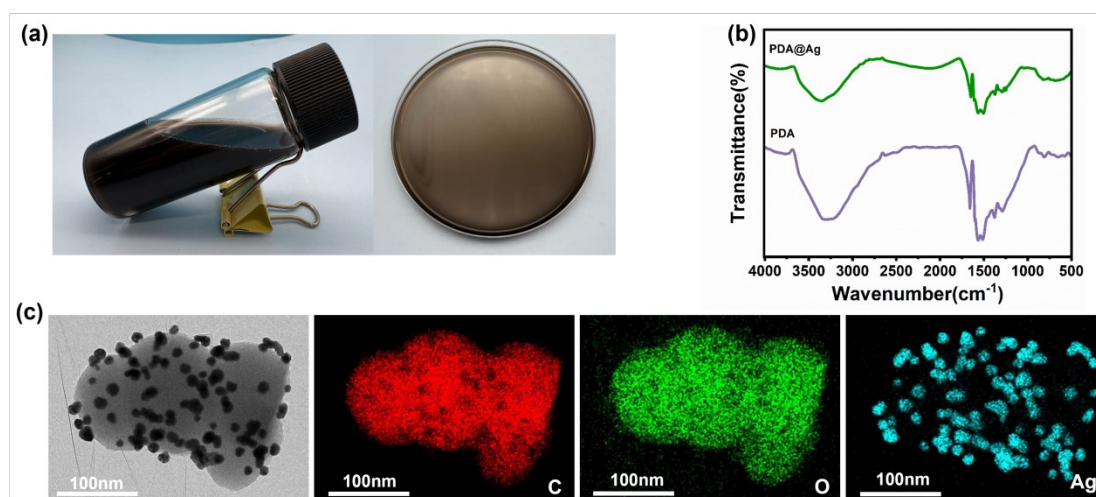 (a)
(b)
PDA@Ag
PDA
Transmittance(%)
4000 3500 3000 2500 2000 1500 1000 500
Wavenumber(cm⁻¹)
(c)
100nm
100nm
C
100nm
O
100nm
Ag